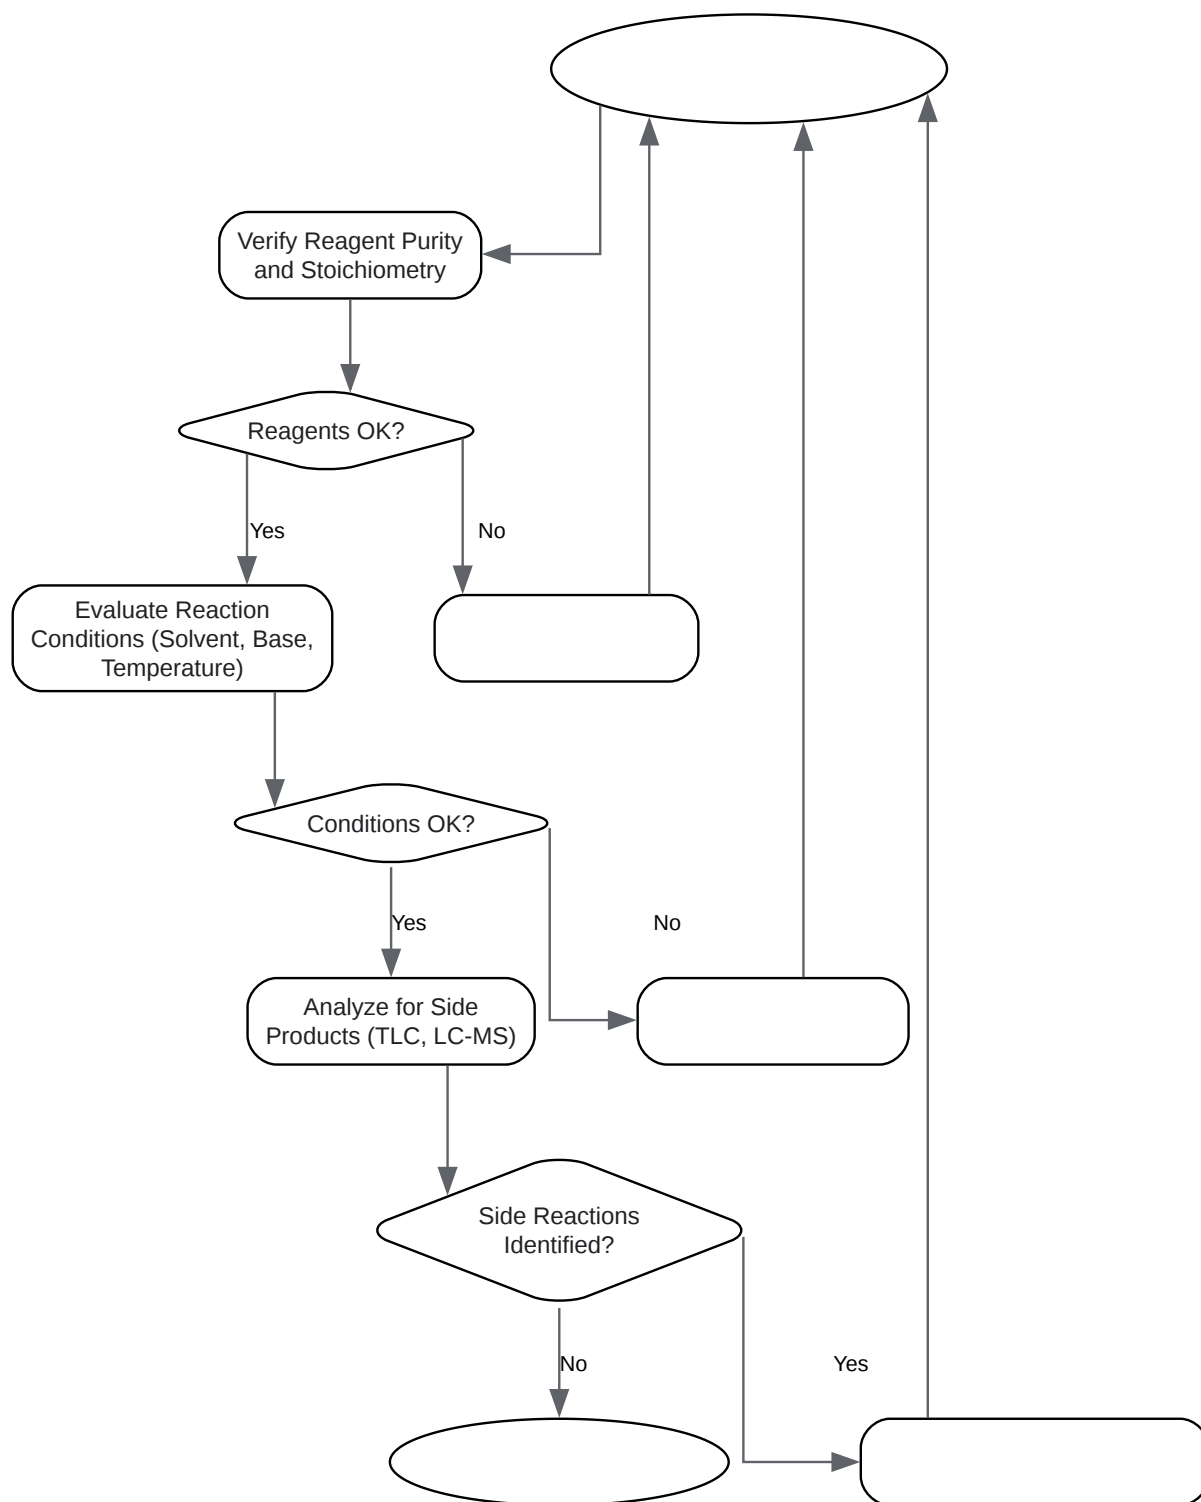 Verify Reagent Purity
and Stoichiometry
Reagents OK?
Yes
No
Evaluate Reaction
Conditions (Solvent, Base,
Temperature)
Conditions OK?
Yes
No
Analyze for Side
Products (TLC, LC-MS)
Side Reactions
Identified?
No
Yes